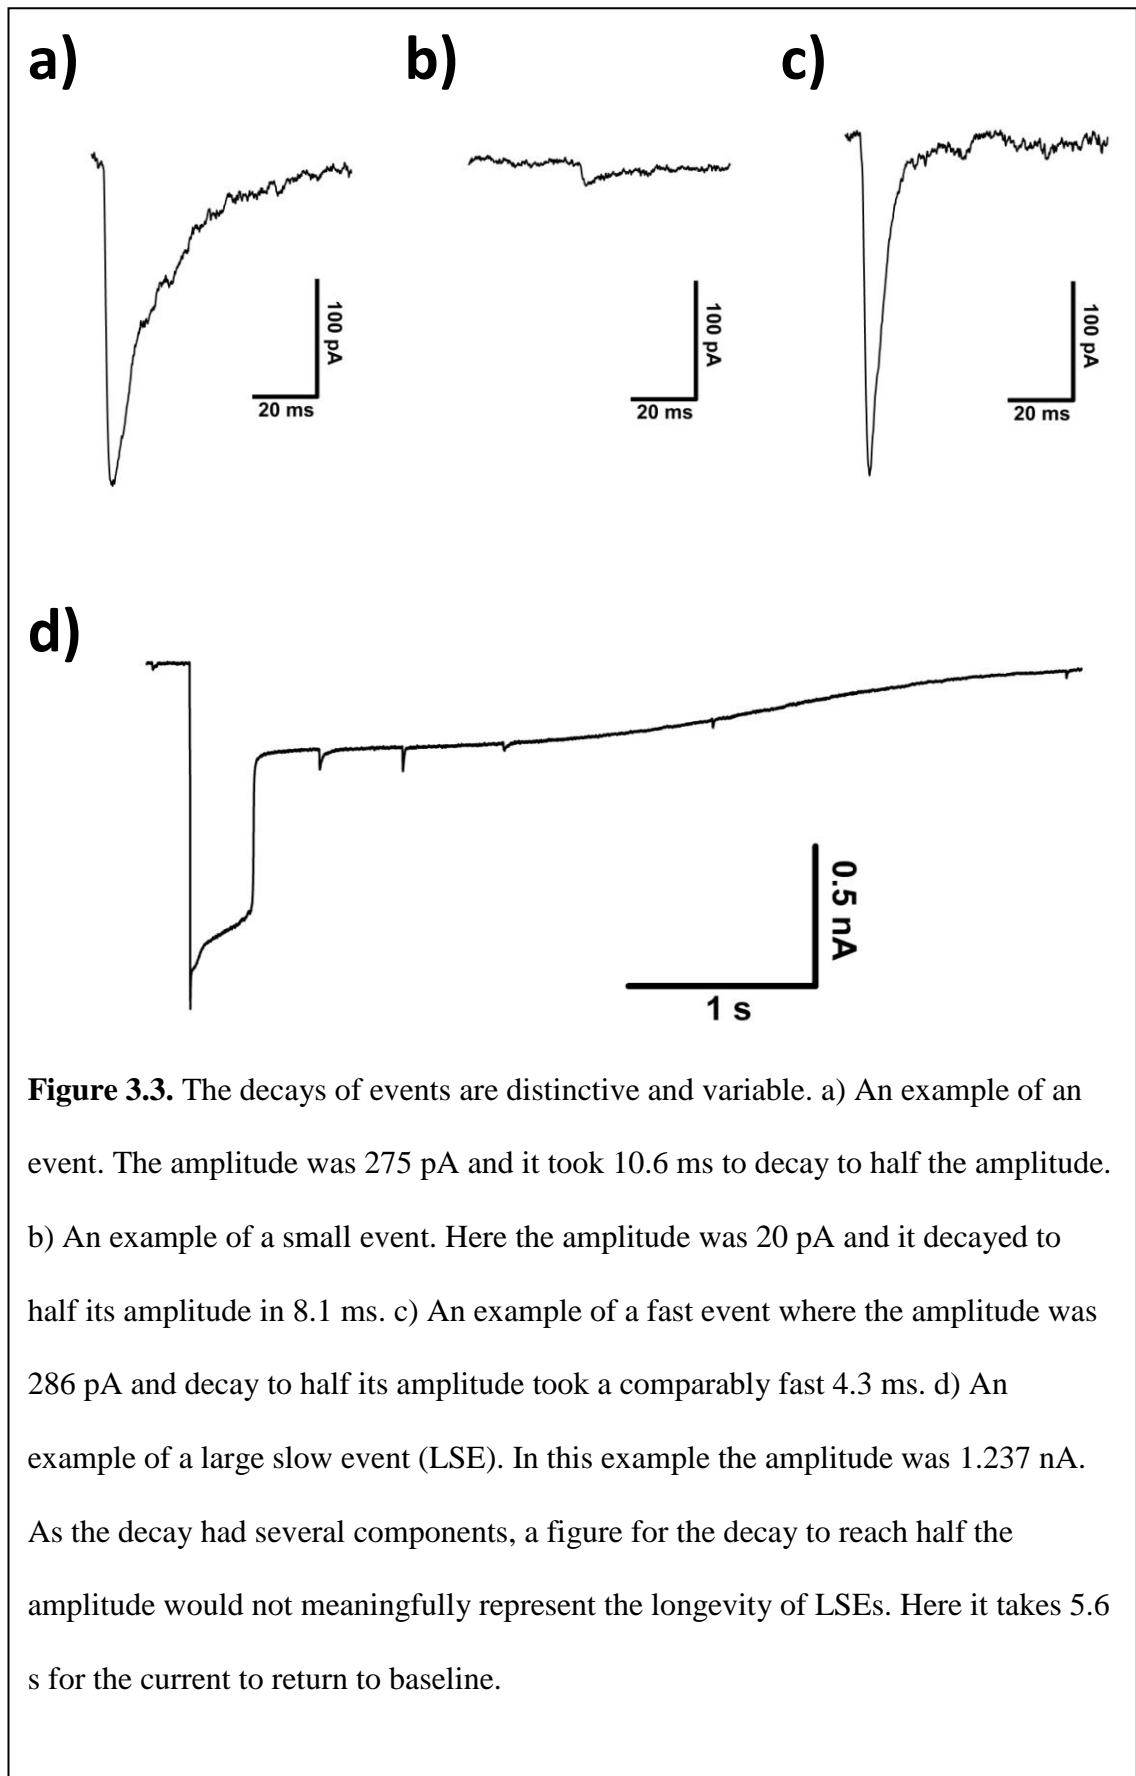 a)
b)
c)
100 pA
20 ms
100 pA
20 ms
100 pA
20 ms
d)
0.5 nA
1 s
Figure 3.3. The decays of events are distinctive and variable. a) An example of an
event. The amplitude was 275 pA and it took 10.6 ms to decay to half the amplitude.
b) An example of a small event. Here the amplitude was 20 pA and it decayed to
half its amplitude in 8.1 ms. c) An example of a fast event where the amplitude was
286 pA and decay to half its amplitude took a comparably fast 4.3 ms. d) An
example of a large slow event (LSE). In this example the amplitude was 1.237 nA.
As the decay had several components, a figure for the decay to reach half the
amplitude would not meaningfully represent the longevity of LSEs. Here it takes 5.6
s for the current to return to baseline.